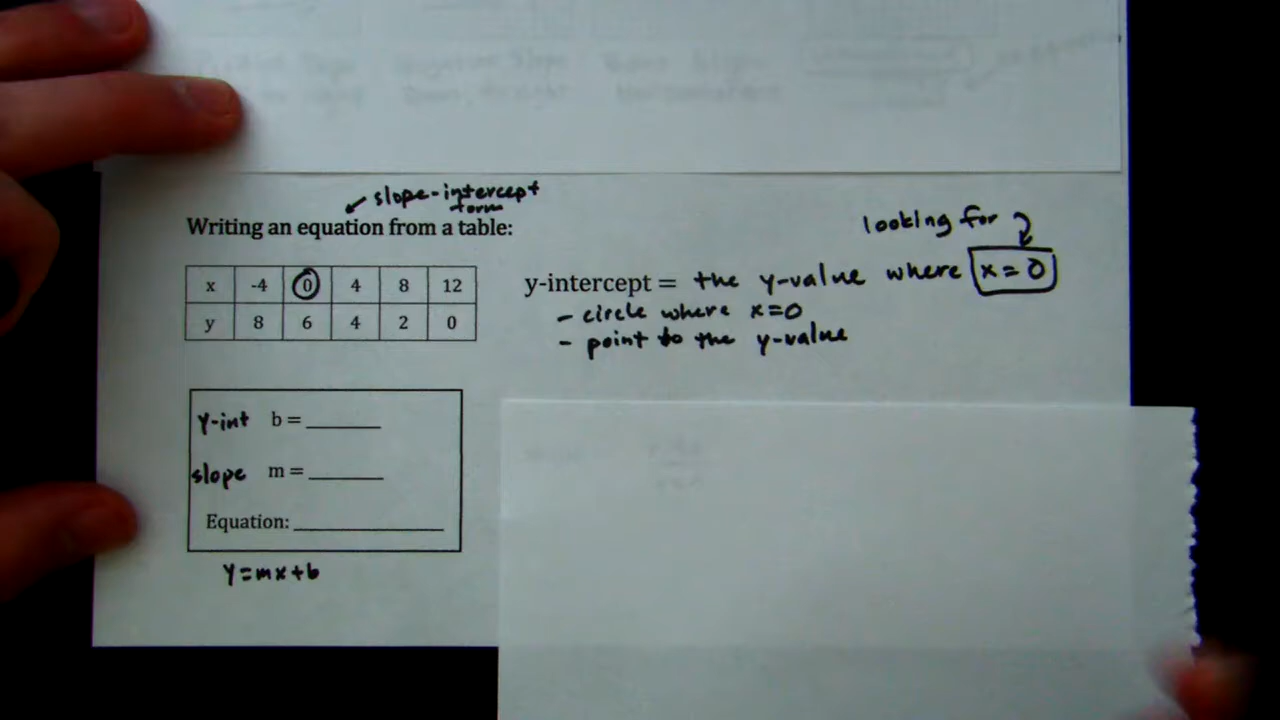 slope-intercept
form
Writing an equation from a table:
looking for
x -4 0 4 8 12
y 8 6 4 2 0
y-intercept = the y-value where x=0
- circle where x=0
- point to the y-value
y-int b = ______
slope m = ______
Equation: ____________
y=mx+b